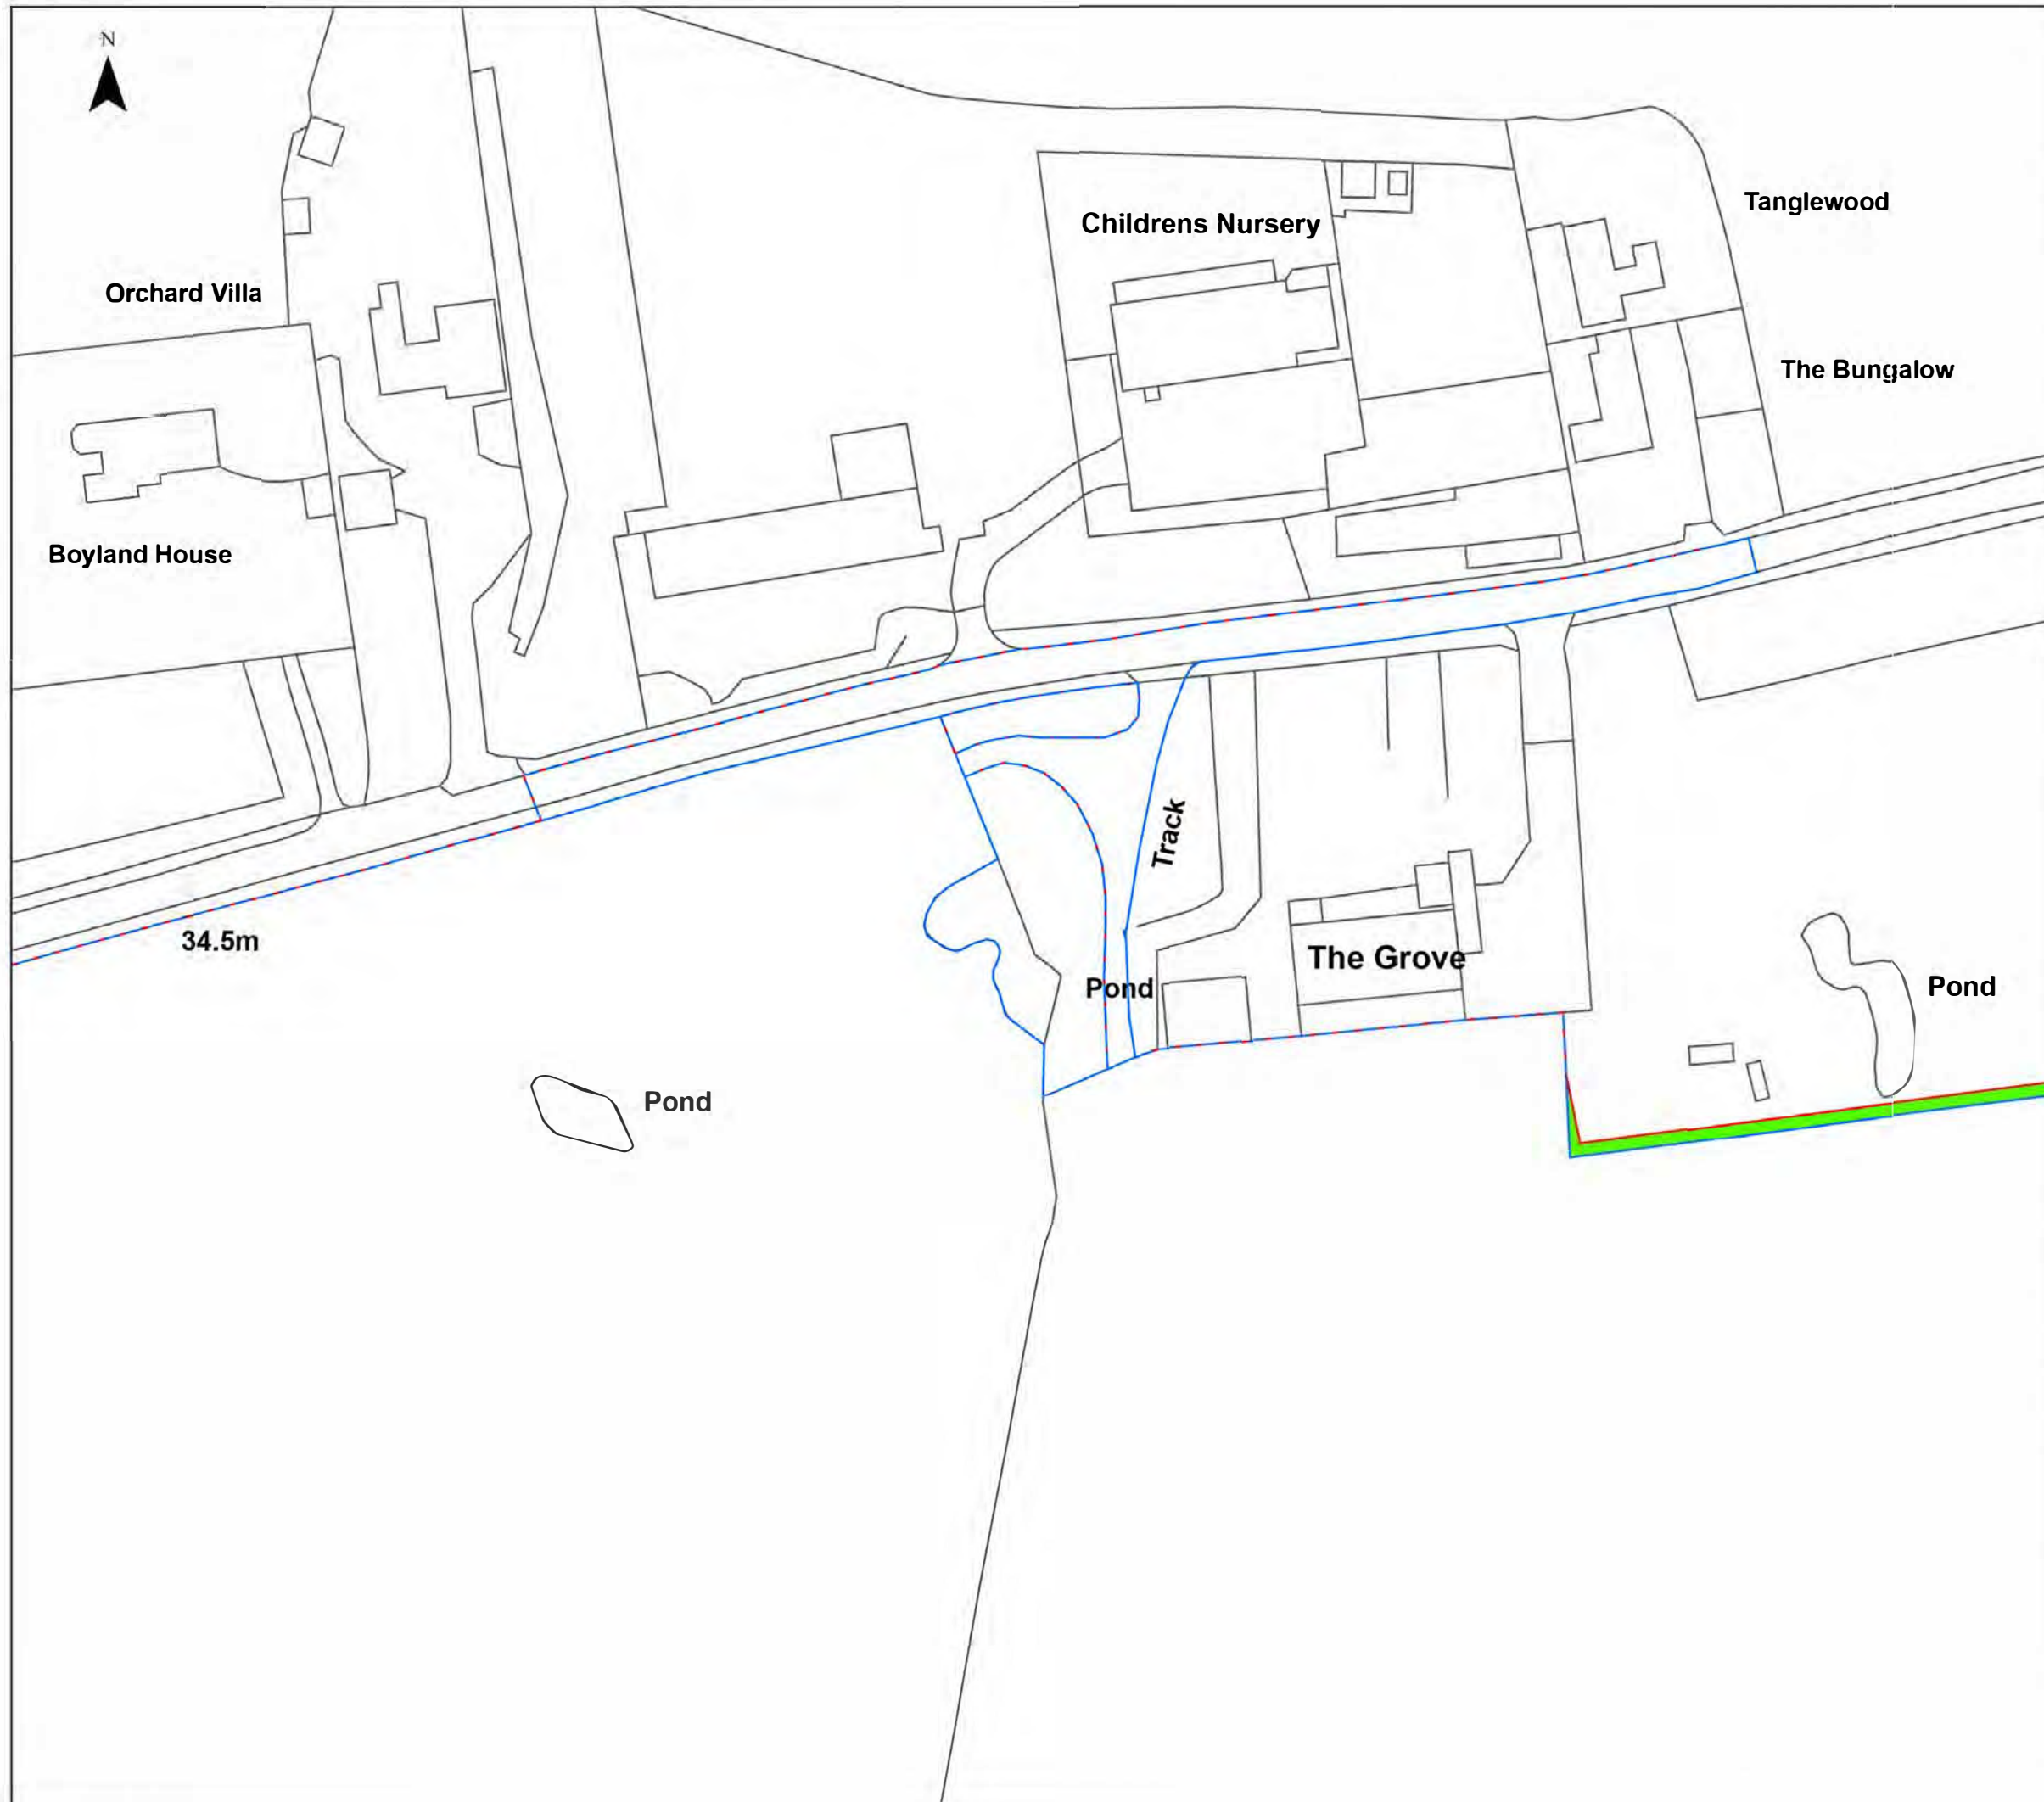 N
Tanglewood
Childrens Nursery
Orchard Villa
The Bungalow
Boyland House
Track
34.5m
The Grove
Pond
Pond
Pond